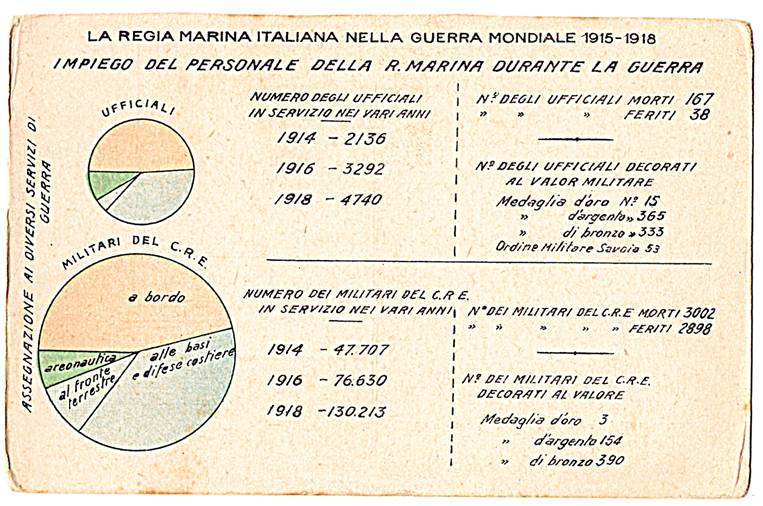 LA REGIA MARINA ITALIANA NELLA GUERRA MONDIALE 1915-1918
IMPIEGO DEL PERSONALE DELLA R. MARINA DURANTE LA GUERRA
ASSEGNAZIONE AI DIVERSI SERVIZI DI
GUERRA
UFFICIALI
NUMERO DEGLI UFFICIALI
IN SERVIZIO NEI VARI ANNI
1914 - 2136
1916 - 3292
1918 - 4740
N.º DEGLI UFFICIALI MORTI 167
" " " FERITI 38
Nº DEGLI UFFICIALI DECORATI
AL VALOR MILITARE
Medaglia d'oro Nº 15
" d'argento " 365
" di bronzo " 333
Ordine Militare Savoia 53
MILITARI DEL C.R.E.
a bordo
areonautica
al fronte
terrestre
alle basi
e difese costiere
NUMERO DEI MILITARI DEL C.R E.
IN SERVIZIO NEI VARI ANNI
1914 - 47.707
1916 - 76.630
1918 -130.213
N° DEI MILITARI DEL C.R.E MORTI 3002
" " " " " FERITI 2898
Nº DEI MILITARI DEL C.R.E.
DECORATI AL VALORE
Medaglia d'oro 3
" d'argento 154
" di bronzo 390